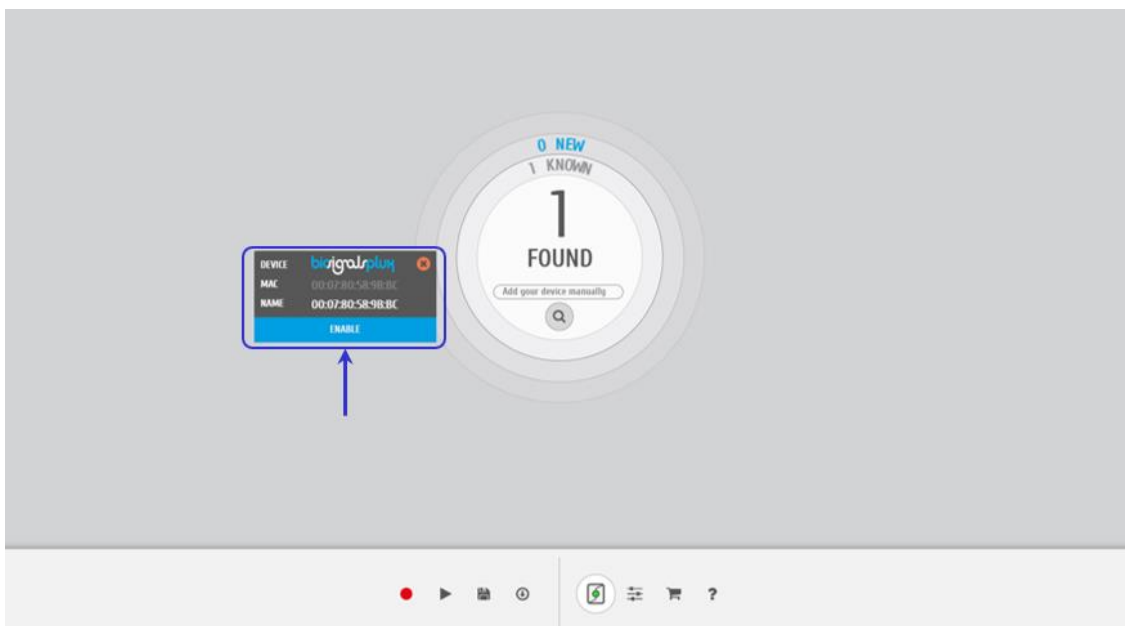 0 NEW
1 KNOWN
1
FOUND
Add your device manually
DEVICE biosignalsplux
MAC 00:07:80:58:9B:BC
NAME 00:07:80:58:9B:BC
ENABLE
?